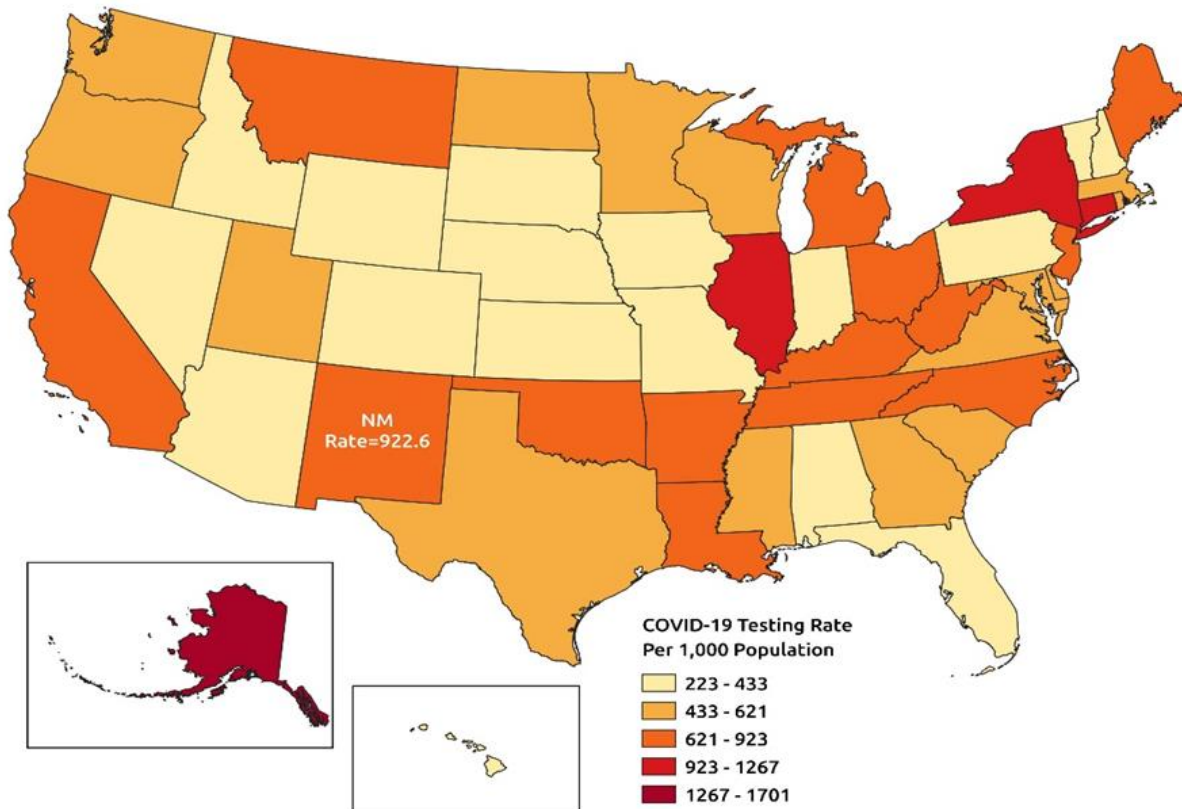 NM
Rate=922.6
COVID-19 Testing Rate
Per 1,000 Population
223 - 433
433 - 621
621 - 923
923 - 1267
1267 - 1701